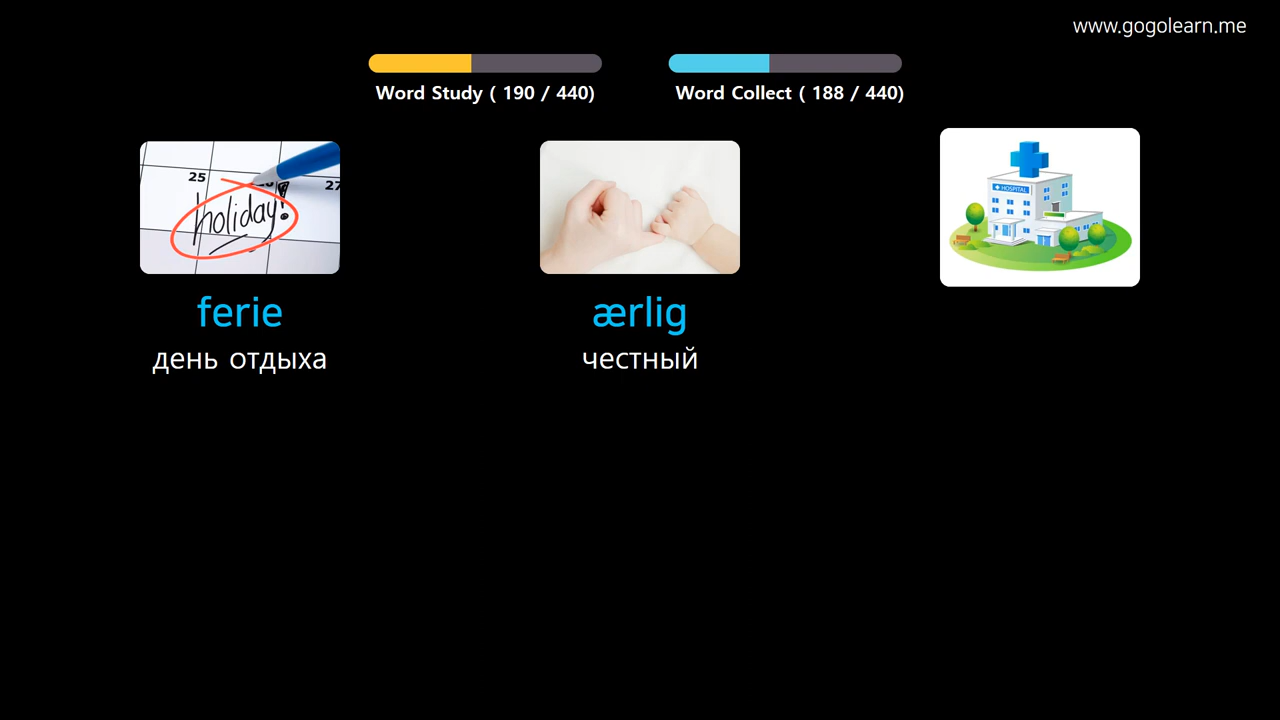 www.gogolearn.me
Word Study ( 190 / 440)
Word Collect ( 188 / 440)
25
27
holiday!
HOSPITAL
ferie
ærlig
день отдыха
честный